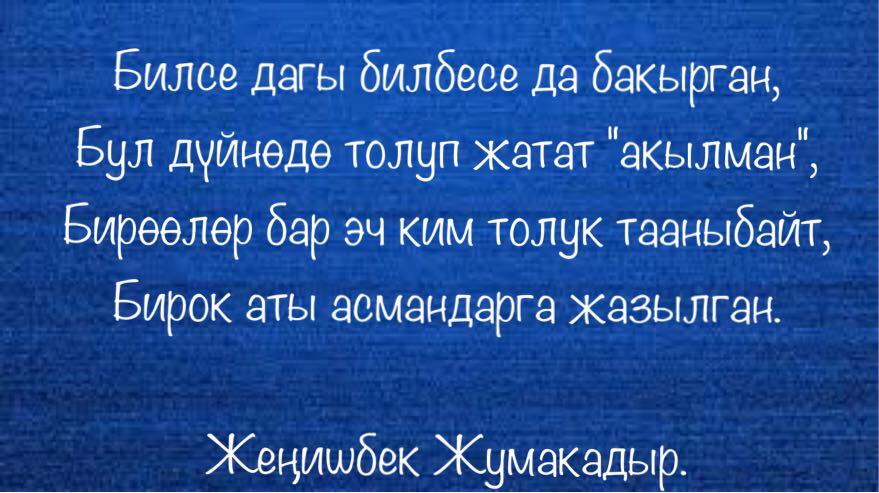 Билсе дагы билбесе да бакырган,
Бул дүйнөдө толуп жатат "акылман",
Бирөөлөр бар эч ким толук тааныбайт,
Бирок аты асмандарга жазылган.
Жеңишбек Жумакадыр.